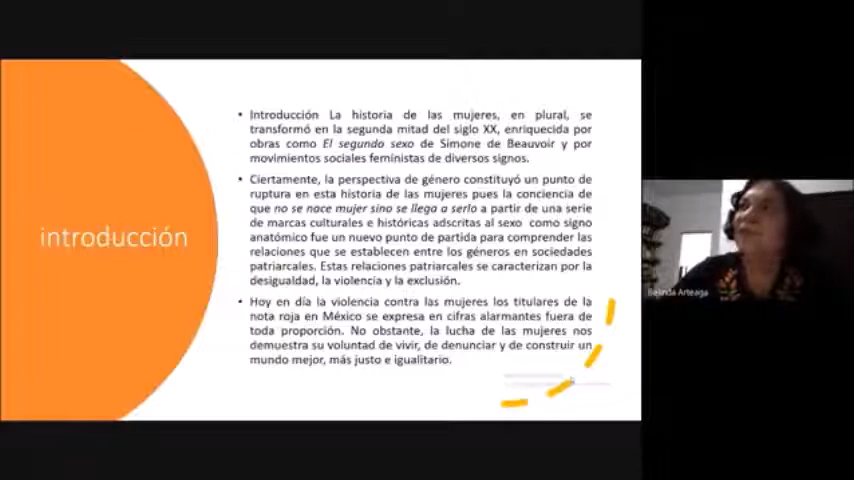 introducción
• Introducción La historia de las mujeres, en plural, se
transformó en la segunda mitad del siglo XX, enriquecida por
obras como El segundo sexo de Simone de Beauvoir y por
movimientos sociales feministas de diversos signos.
• Ciertamente, la perspectiva de género constituyó un punto de
ruptura en esta historia de las mujeres pues la conciencia de
que no se nace mujer sino se llega a serlo a partir de una serie
de marcas culturales e históricas adscritas al sexo como signo
anatómico fue un nuevo punto de partida para comprender las
relaciones que se establecen entre los géneros en sociedades
patriarcales. Estas relaciones patriarcales se caracterizan por la
desigualdad, la violencia y la exclusión.
• Hoy en día la violencia contra las mujeres los titulares de la
nota roja en México se expresa en cifras alarmantes fuera de
toda proporción. No obstante, la lucha de las mujeres nos
demuestra su voluntad de vivir, de denunciar y de construir un
mundo mejor, más justo e igualitario.
Belinda Arteaga